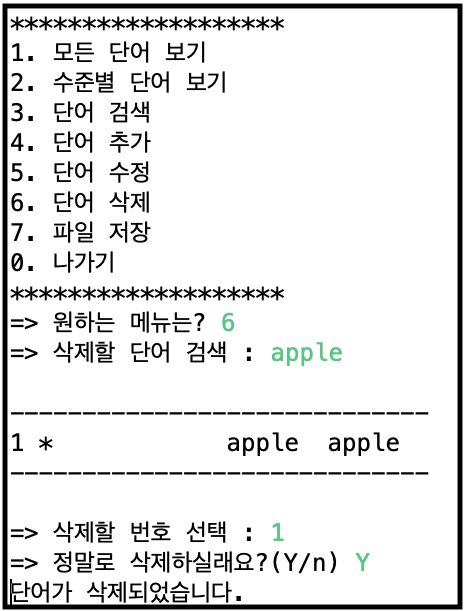 *******************
1. 모든 단어 보기
2. 수준별 단어 보기
3. 단어 검색
4. 단어 추가
5. 단어 수정
6. 단어 삭제
7. 파일 저장
0. 나가기
*******************
=> 원하는 메뉴는? 6
=> 삭제할 단어 검색 : apple
-----------------------------
1 * apple apple
-----------------------------
=> 삭제할 번호 선택 : 1
=> 정말로 삭제하실래요?(Y/n) Y
단어가 삭제되었습니다.